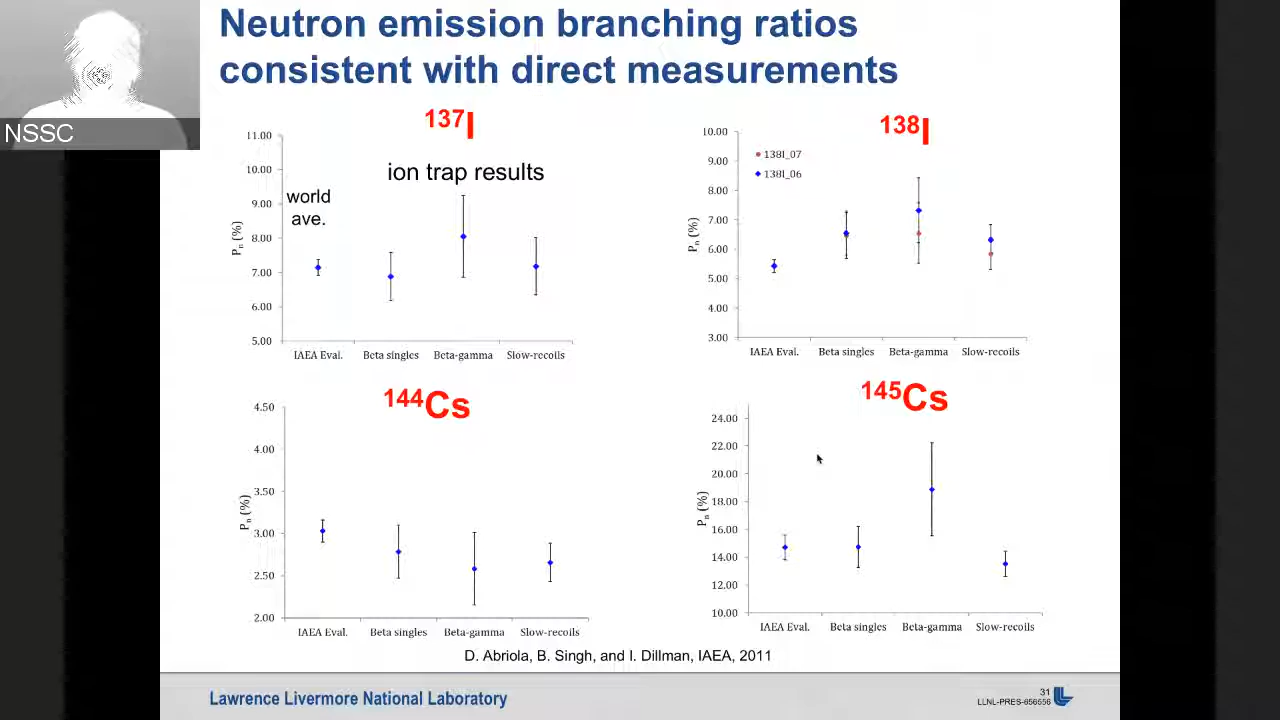 Neutron emission branching ratios
consistent with direct measurements
NSSC
137I
11.00
10.00
9.00
8.00
7.00
6.00
5.00
Pn (%)
world
ave.
ion trap results
IAEA Eval.
Beta singles
Beta-gamma
Slow-recoils
138I
10.00
9.00
8.00
7.00
6.00
5.00
4.00
3.00
Pn (%)
138I_07
138I_06
IAEA Eval.
Beta singles
Beta-gamma
Slow-recoils
144Cs
4.50
4.00
3.50
3.00
2.50
2.00
Pn (%)
IAEA Eval.
Beta singles
Beta-gamma
Slow-recoils
145Cs
24.00
22.00
20.00
18.00
16.00
14.00
12.00
10.00
Pn (%)
IAEA Eval.
Beta singles
Beta-gamma
Slow-recoils
D. Abriola, B. Singh, and I. Dillman, IAEA, 2011
Lawrence Livermore National Laboratory
31
LLNL-PRES-656556